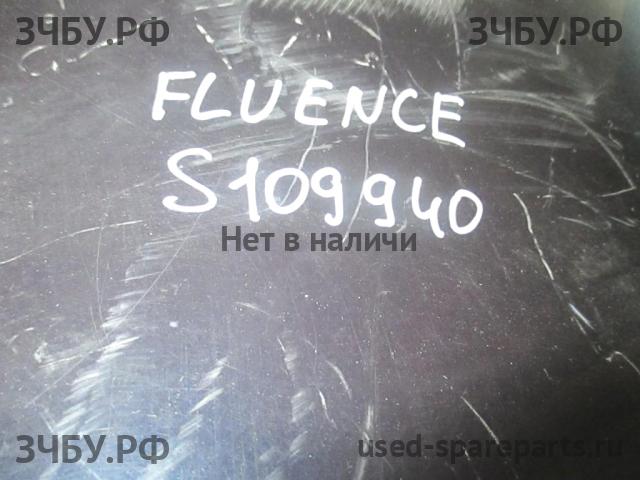 ЗЧБУ.РФ ЗЧБУ.РФ
FLUENCE
S109940
Нет в наличи
ЗЧБУ.РФ used-spareparts.ru